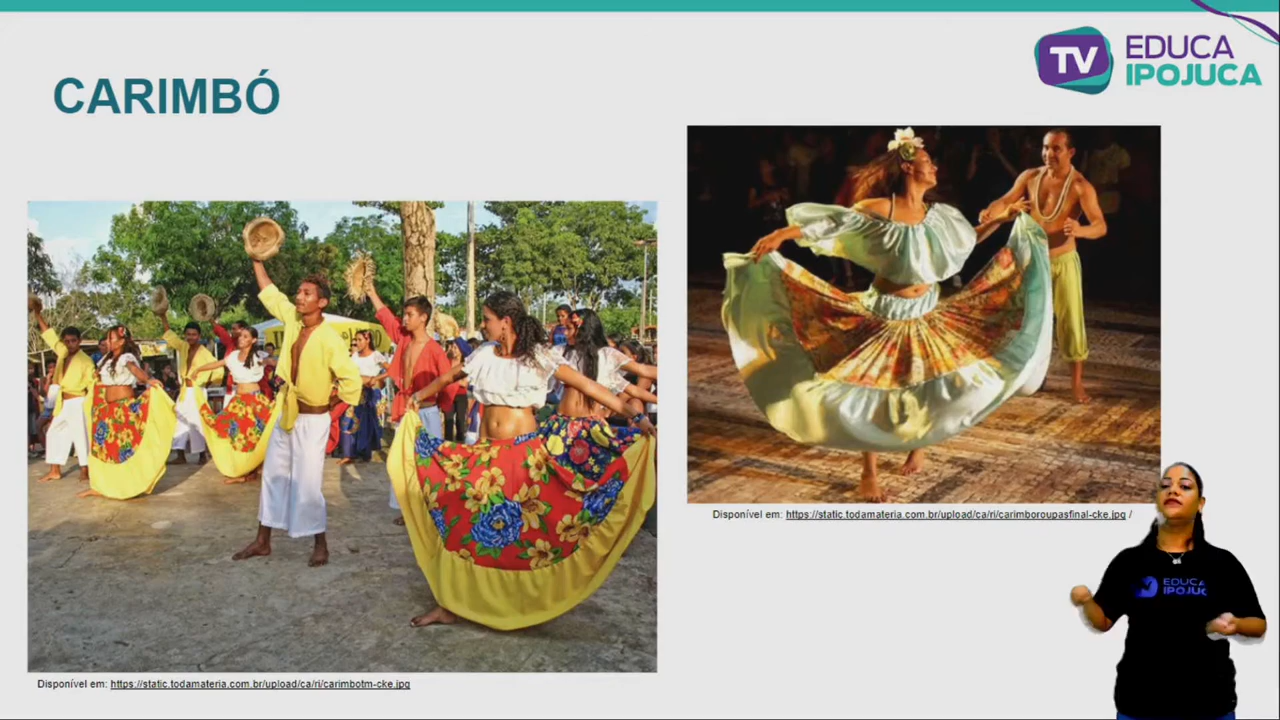 CARIMBÓ
TV EDUCA
IPOJUCA
Disponível em: https://static.todamateria.com.br/upload/ca/ri/carimboroupasfinal-cke.jpg /
EDUCA
IPOJUC
Disponível em: https://static.todamateria.com.br/upload/ca/ri/carimbotm-cke.jpg